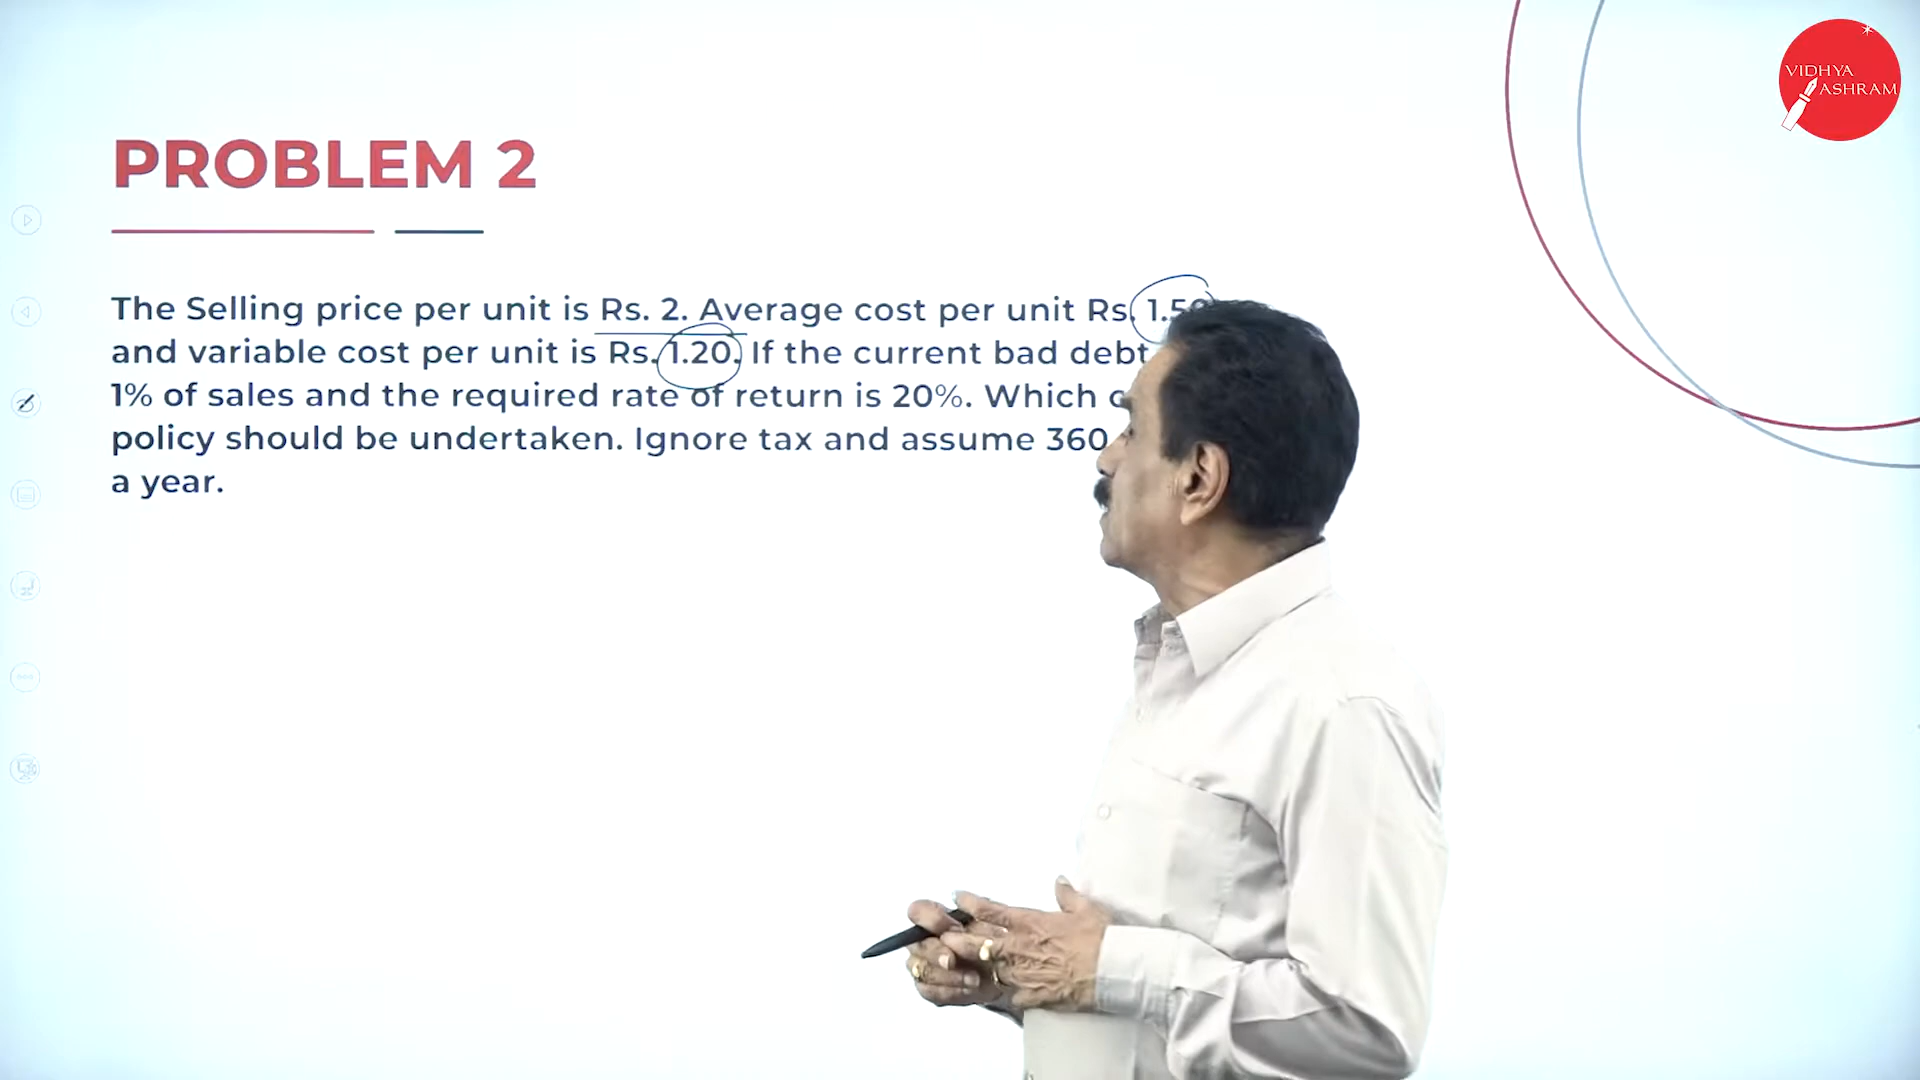 VIDHYA
ASHRAM
PROBLEM 2
The Selling price per unit is Rs. 2. Average cost per unit Rs. 1.50
and variable cost per unit is Rs. 1.20. If the current bad debt
1% of sales and the required rate of return is 20%. Which
policy should be undertaken. Ignore tax and assume 360
a year.